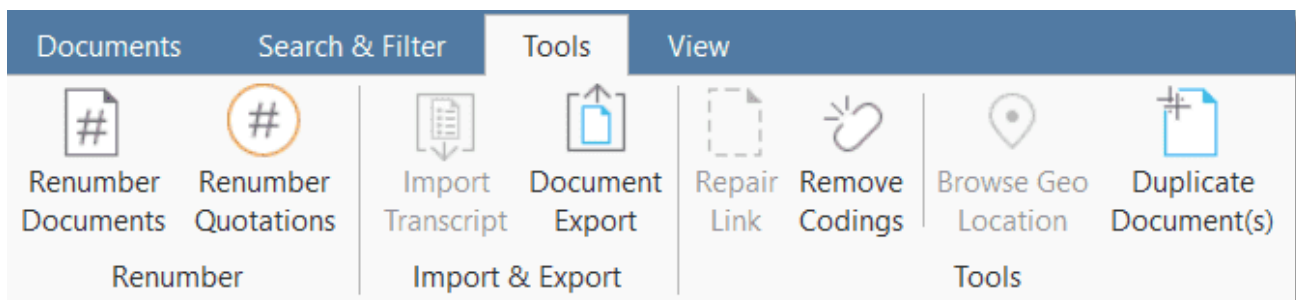 Documents Search & Filter Tools View
Renumber Renumber Import Document Repair Remove Browse Geo Duplicate
Documents Quotations Transcript Export Link Codings Location Document(s)
Renumber Import & Export Tools